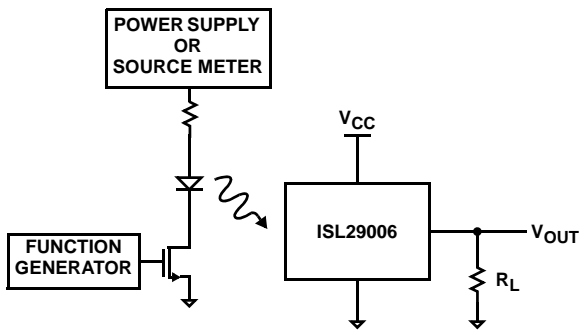 POWER SUPPLY
OR
SOURCE METER
VCC
ISL29006
VOUT
FUNCTION
GENERATOR
RL